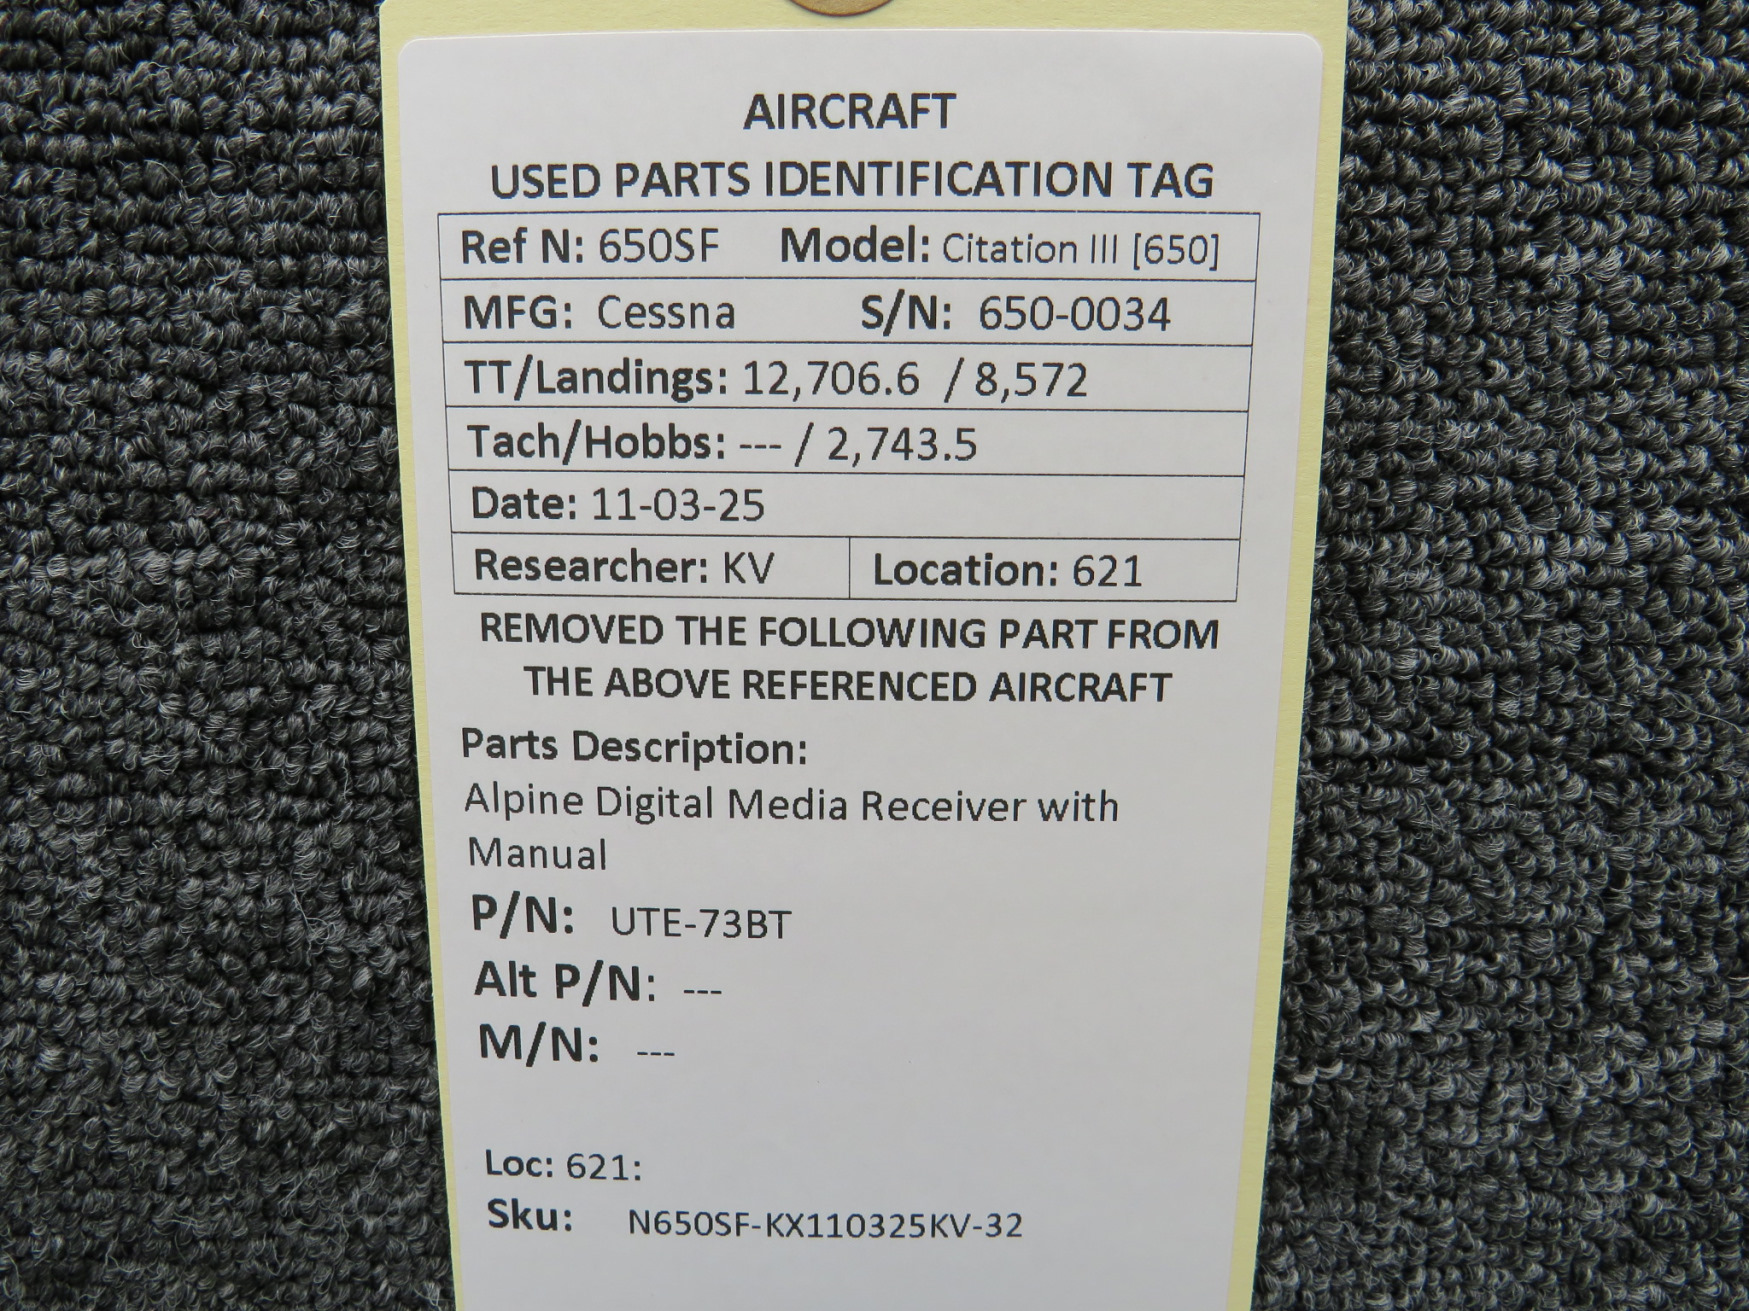 AIRCRAFT
USED PARTS IDENTIFICATION TAG
Ref N: 650SF Model: Citation III [650]
MFG: Cessna S/N: 650-0034
TT/Landings: 12,706.6 / 8,572
Tach/Hobbs: --- / 2,743.5
Date: 11-03-25
Researcher: KV Location: 621
REMOVED THE FOLLOWING PART FROM
THE ABOVE REFERENCED AIRCRAFT
Parts Description:
Alpine Digital Media Receiver with
Manual
P/N: UTE-73BT
Alt P/N: ---
M/N: ---
Loc: 621:
Sku: N650SF-KX110325KV-32